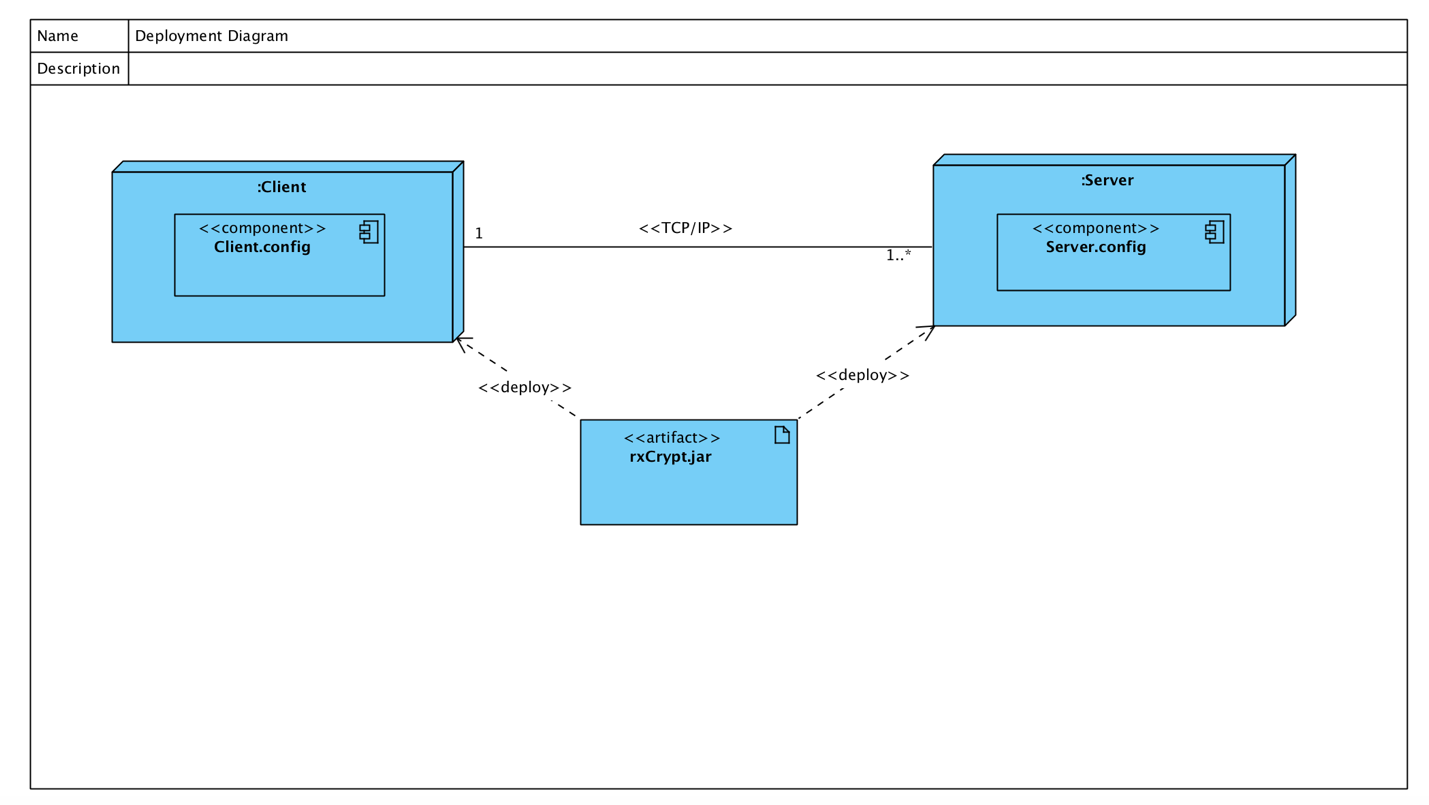 Name
Deployment Diagram
Description
:Client
<<component>>
Client.config
1
<<TCP/IP>>
1..*
:Server
<<component>>
Server.config
<<deploy>>
<<deploy>>
<<artifact>>
rxCrypt.jar